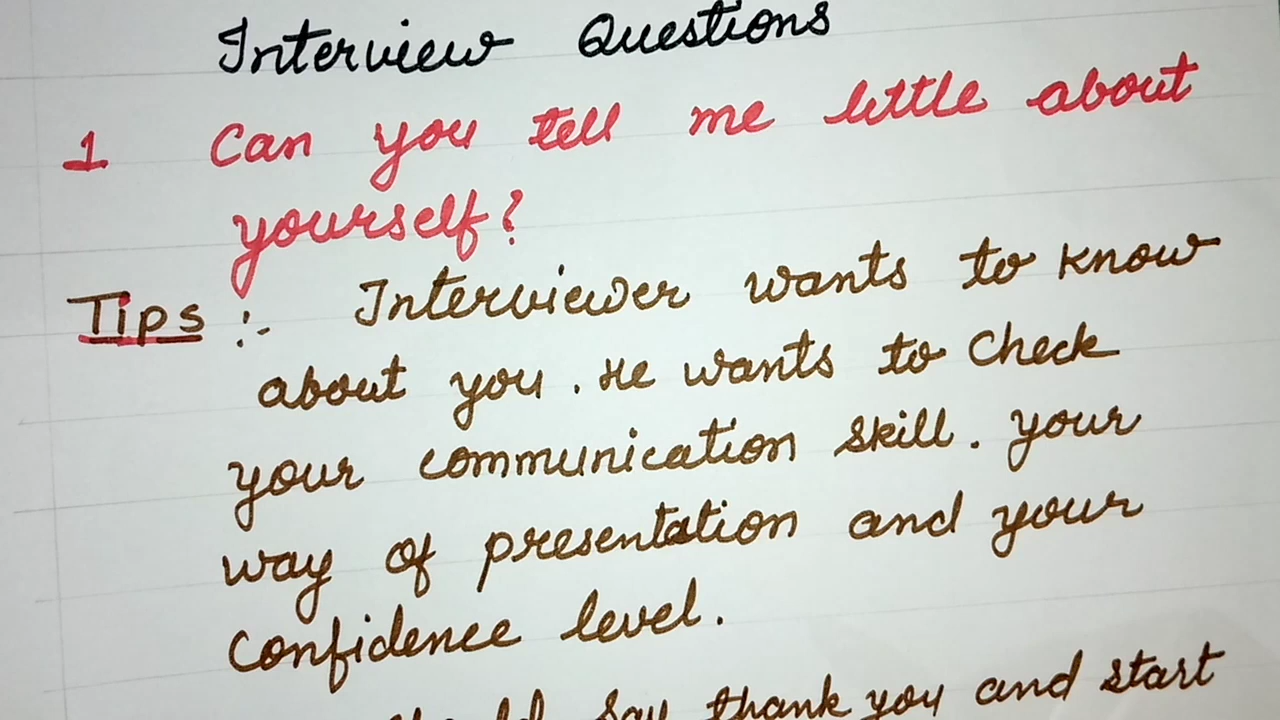 Interview Questions
1 Can you tell me little about
yourself?
Tips :- Interviewer wants to know
about you. He wants to Check
your communication skill. your
way of presentation and your
Confidence level.
say thank you and start